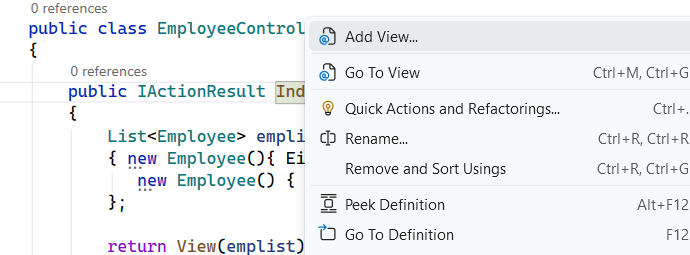 0 references
public class EmployeeControl
{
0 references
public IActionResult Ind
{
List<Employee> emplis
{ new Employee(){ Ei
new Employee() {
};
return View(emplist)
Add View...
Go To View Ctrl+M, Ctrl+G
Quick Actions and Refactorings... Ctrl+.
Rename... Ctrl+R, Ctrl+R
Remove and Sort Usings Ctrl+R, Ctrl+G
Peek Definition Alt+F12
Go To Definition F12